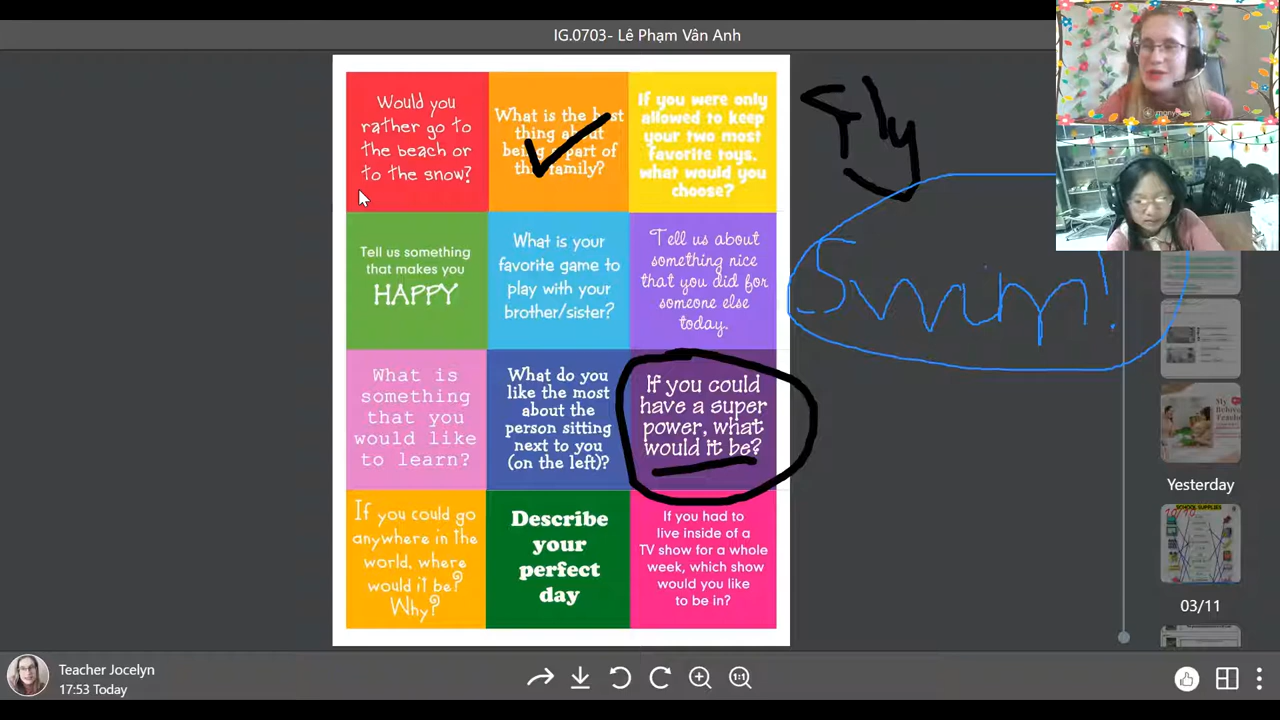 IG.0703- Lê Phạm Vân Anh
Would you
rather go to
the beach or
to the snow?
What is the best
thing about
being a part of
this family?
If you were only
allowed to keep
your two most
favorite toys,
what would you
choose?
Tell us something
that makes you
HAPPY
What is your
favorite game to
play with your
brother/sister?
Tell us about
something nice
that you did for
someone else
today.
What is
something
that you
would like
to learn?
What do you
like the most
about the
person sitting
next to you
(on the left)?
If you could
have a super
power, what
would it be?
If you could go
anywhere in the
world, where
would it be?
Why?
Describe
your
perfect
day
If you had to
live inside of a
TV show for a whole
week, which show
would you like
to be in?
Fly
Swim!
Yesterday
SCHOOL SUPPLIES
10/10
03/11
Teacher Jocelyn
17:53 Today
1:1